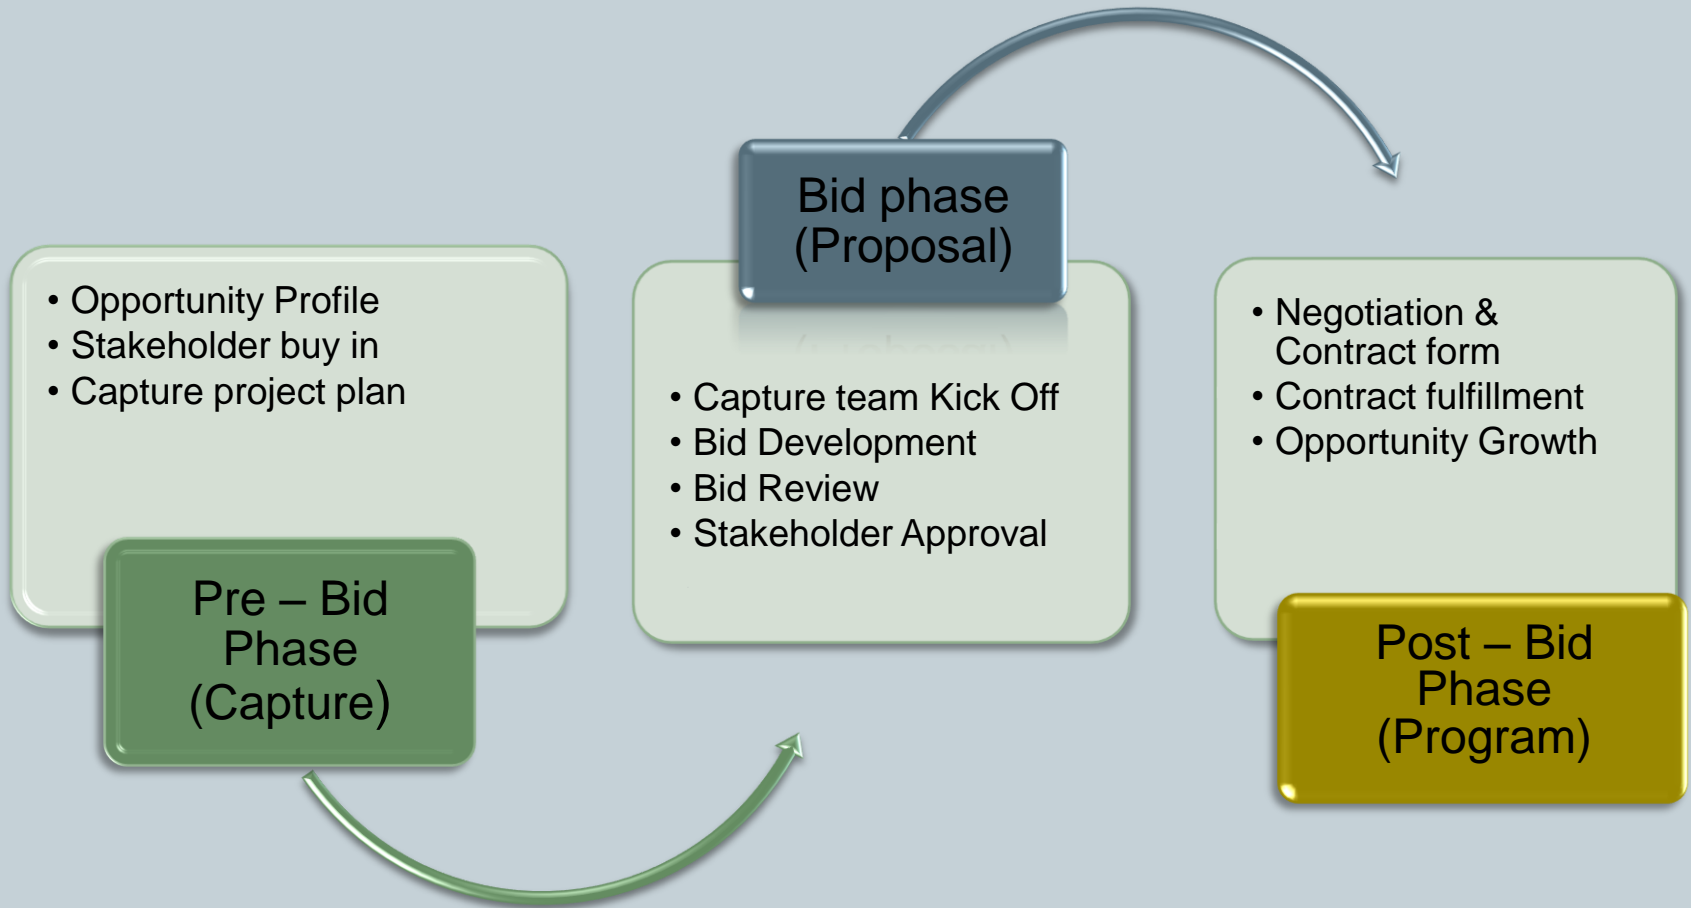 • Opportunity Profile
• Stakeholder buy in
• Capture project plan
Pre – Bid
Phase
(Capture)
Bid phase
(Proposal)
• Capture team Kick Off
• Bid Development
• Bid Review
• Stakeholder Approval
• Negotiation &
Contract form
• Contract fulfillment
• Opportunity Growth
Post – Bid
Phase
(Program)